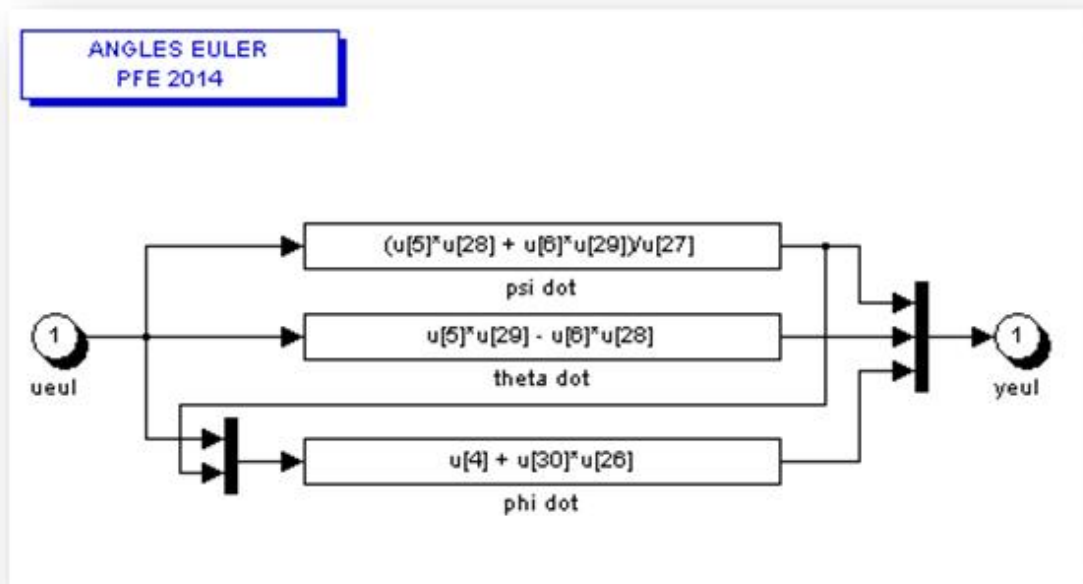 ANGLES EULER
PFE 2014
(u[5]*u[28] + u[6]*u[29])/u[27]
psi dot
1
ueul
u[5]*u[29] - u[6]*u[28]
theta dot
1
yeul
u[4] + u[30]*u[26]
phi dot